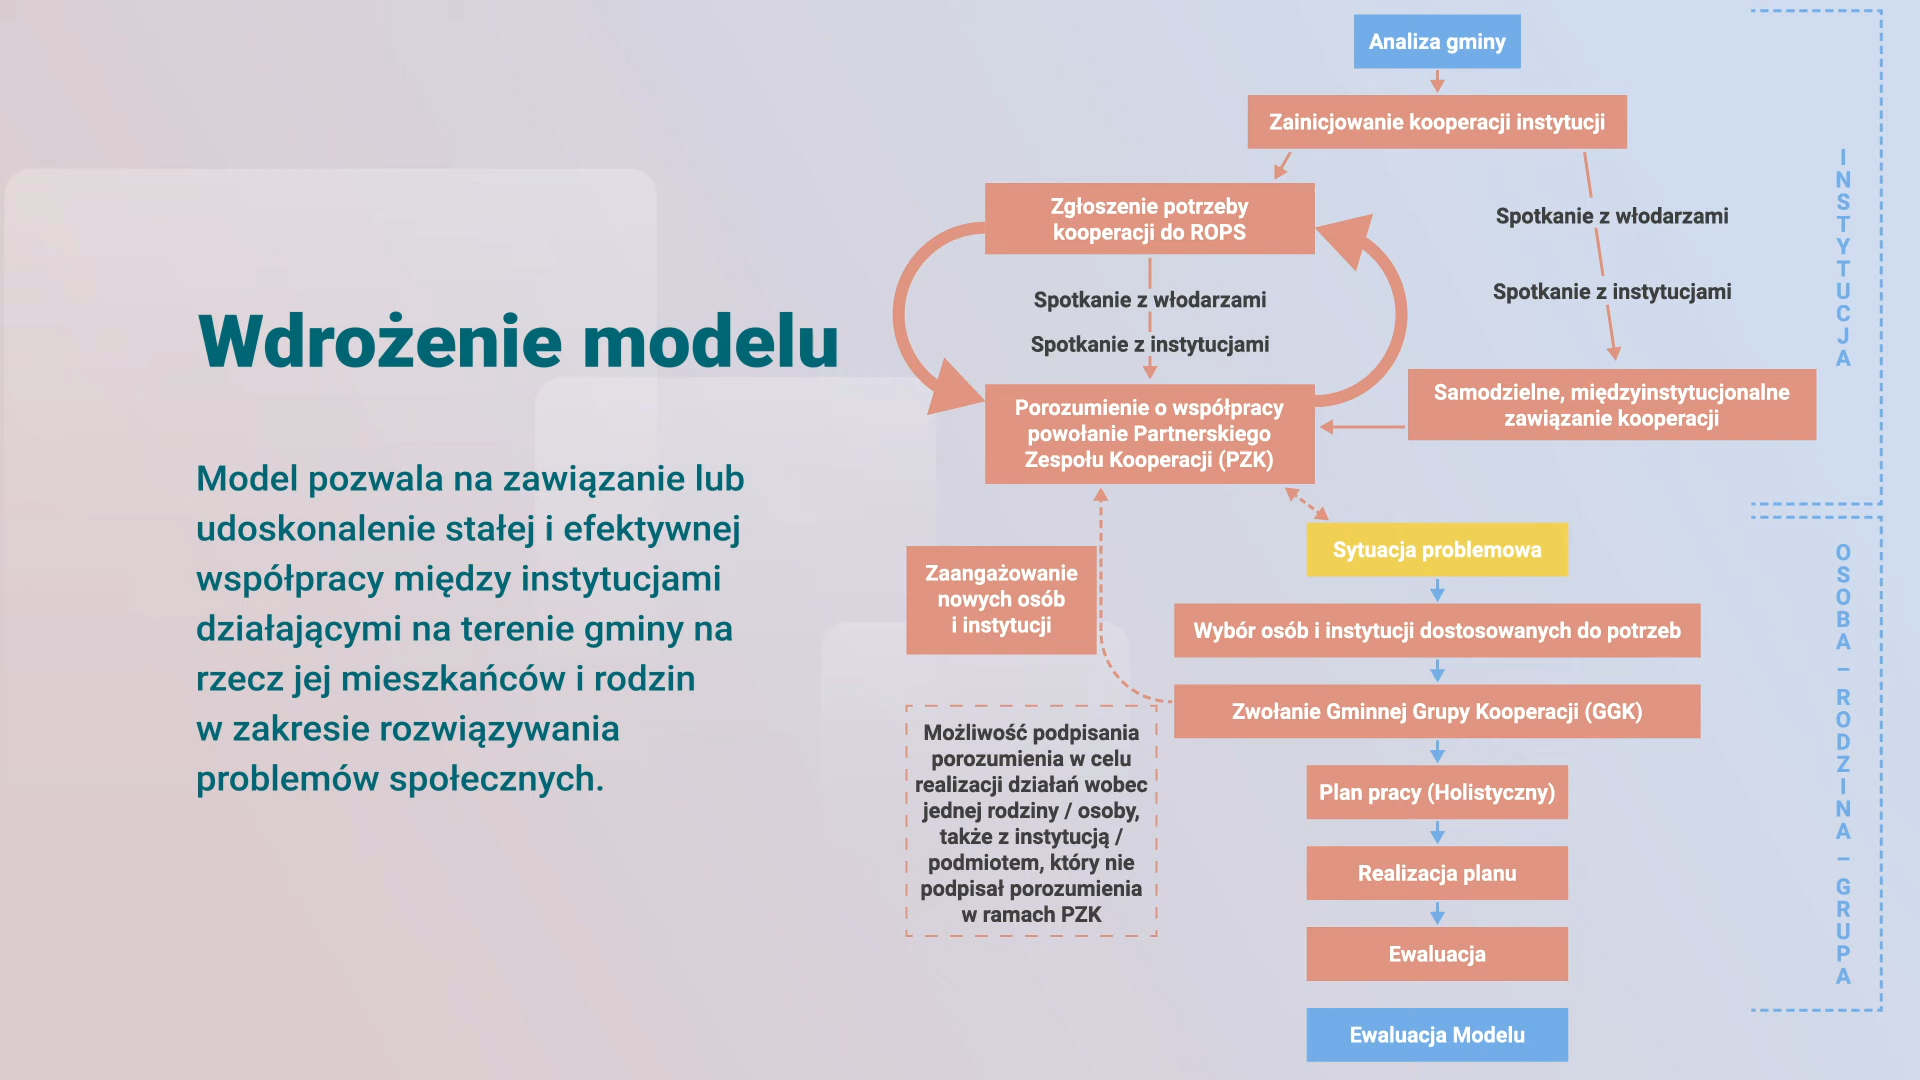 Wdrożenie modelu
Model pozwala na zawiązanie lub
udoskonalenie stałej i efektywnej
współpracy między instytucjami
działającymi na terenie gminy na
rzecz jej mieszkańców i rodzin
w zakresie rozwiązywania
problemów społecznych.
Analiza gminy
Zainicjowanie kooperacji instytucji
Zgłoszenie potrzeby
kooperacji do ROPS
Spotkanie z włodarzami
Spotkanie z instytucjami
Spotkanie z włodarzami
Spotkanie z instytucjami
Porozumienie o współpracy
powołanie Partnerskiego
Zespołu Kooperacji (PZK)
Samodzielne, międzyinstytucjonalne
zawiązanie kooperacji
INSTYTUCJA
Sytuacja problemowa
Zaangażowanie
nowych osób
i instytucji
Wybór osób i instytucji dostosowanych do potrzeb
Zwołanie Gminnej Grupy Kooperacji (GGK)
Możliwość podpisania
porozumienia w celu
realizacji działań wobec
jednej rodziny / osoby,
także z instytucją /
podmiotem, który nie
podpisał porozumienia
w ramach PZK
Plan pracy (Holistyczny)
Realizacja planu
Ewaluacja
Ewaluacja Modelu
OSOBA – RODZINA – GRUPA